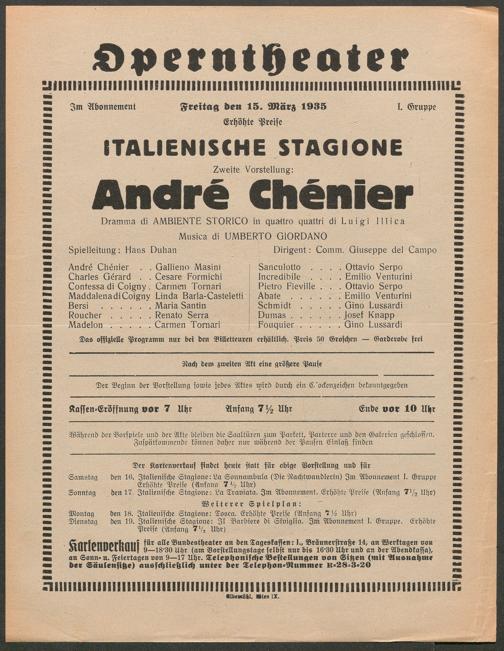 Operntheater
Im Abonnement Freitag den 15. März 1935 I. Gruppe
Erhöhte Preise
ITALIENISCHE STAGIONE
Zweite Vorstellung:
André Chénier
Dramma di AMBIENTE STORICO in quattro quattri di Luigi Illica
Musica di UMBERTO GIORDANO
Spielleitung: Hans Duhan Dirigent: Comm. Giuseppe del Campo
André Chénier . . . Gallieno Masini
Charles Gérard . . . Cesare Formichi
Contessa di Coigny . Carmen Tornari
Maddalena di Coigny Linda Barla-Casteletti
Bersi . . . . . . Maria Santin
Roucher . . . . . Renato Serra
Madelon . . . . . Carmen Tornari
Sanculotto . . . . . Ottavio Serpo
Incredibile . . . . . Emilio Venturini
Pietro Fieville . . . Ottavio Serpo
Abate . . . . . . Emilio Venturini
Schmidt . . . . . Gino Lussardi
Dumas . . . . . . Josef Knapp
Fouquier . . . . . Gino Lussardi
Das offizielle Programm nur bei den Billetteuren erhältlich. Preis 50 Groschen — Garderobe frei
Nach dem zweiten Akt eine größere Pause
Der Beginn der Vorstellung sowie jedes Aktes wird durch ein Glockenzeichen bekanntgegeben
Kassen-Eröffnung vor 7 Uhr Anfang 7½ Uhr Ende vor 10 Uhr
Während der Vorspiele und der Akte bleiben die Saaltüren zum Parkett, Parterre und den Galerien geschlossen.
Zuspätkommende können daher nur während der Pausen Einlaß finden
Der Kartenverkauf findet heute statt für obige Vorstellung und für
Samstag den 16. Italienische Stagione: La Sonnambula (Die Nachtwandlerin) Im Abonnement I. Gruppe
Erhöhte Preise (Anfang 7½ Uhr)
Sonntag den 17. Italienische Stagione: La Traviata. Im Abonnement. Erhöhte Preise (Anfang 7½ Uhr)
Weiterer Spielplan:
Montag den 18. Italienische Stagione: Tosca. Erhöhte Preise (Anfang 7½ Uhr)
Dienstag den 19. Italienische Stagione: Il Barbiere di Siviglia. Im Abonnement I. Gruppe. Erhöhte
Preise (Anfang 7½ Uhr)
Kartenverkauf für alle Bundestheater an den Tageskassen: I., Bräunerstraße 14, an Werktagen von
9—18·30 Uhr (am Vorstellungstage selbst nur bis 16·30 Uhr und an der Abendkassa),
an Sonn- u. Feiertagen von 9—17 Uhr. Telephonische Bestellungen von Sitzen (mit Ausnahme
der Säulensitze) ausschließlich unter der Telephon-Nummer R-28-3-20
Elbemühl, Wien IX.